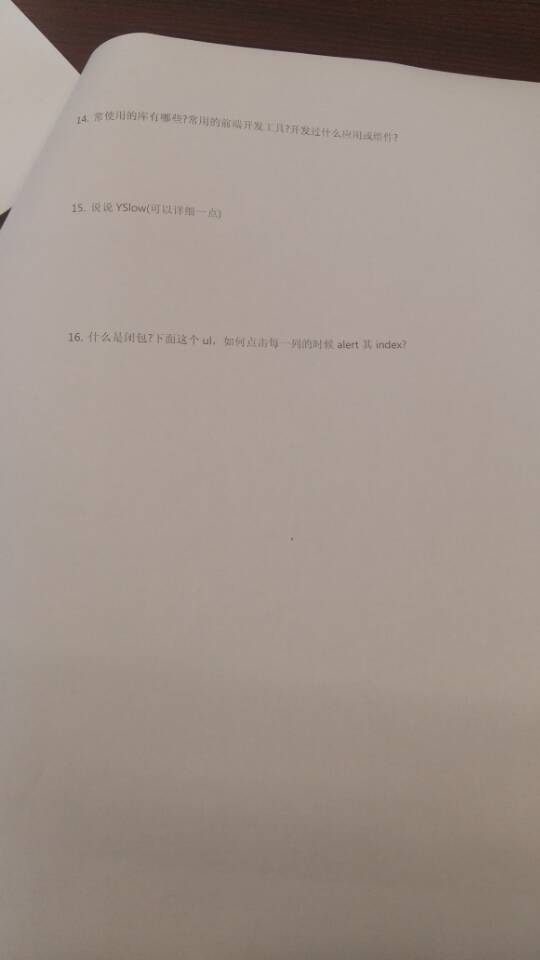 14. 常使用的库有哪些?常用的前端开发工具?开发过什么应用或组件?
15. 说说 YSlow(可以详细一点)
16. 什么是闭包?下面这个 ul，如何点击每一列的时候 alert 其 index?